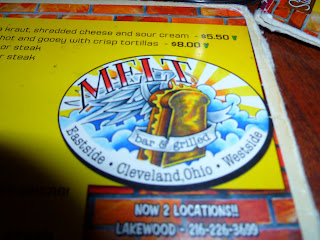 kraut, shredded cheese and sour cream - $5.50
hot and gooey with crisp tortillas - $8.00
or steak
r steak
MELT
bar & grilled
Eastside · Cleveland, Ohio · Westside
NOW 2 LOCATIONS!!
LAKEWOOD - 216-226-3699